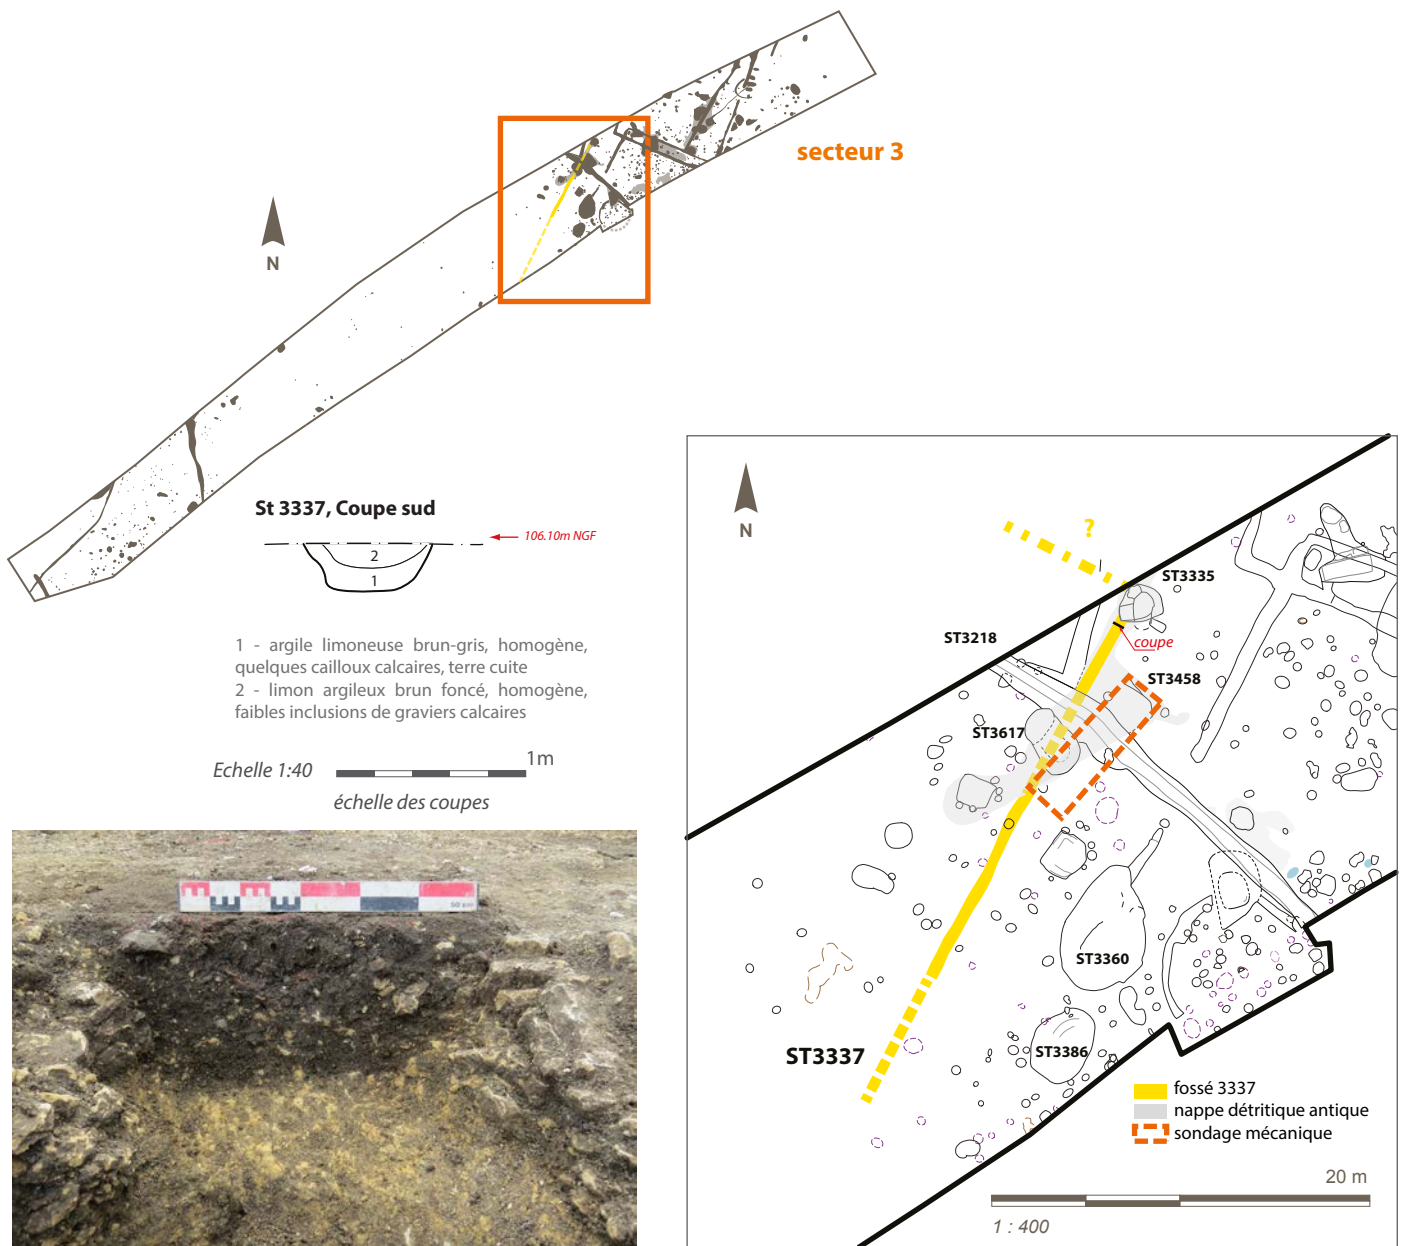 secteur 3
N
St 3337, Coupe sud
106.10m NGF
2
1
1 - argile limoneuse brun-gris, homogène,
quelques cailloux calcaires, terre cuite
2 - limon argileux brun foncé, homogène,
faibles inclusions de graviers calcaires
Echelle 1:40
1m
échelle des coupes
50 cm
N
?
ST3335
coupe
ST3218
ST3458
ST3617
ST3360
ST3386
ST3337
fossé 3337
nappe détritique antique
sondage mécanique
20 m
1 : 400